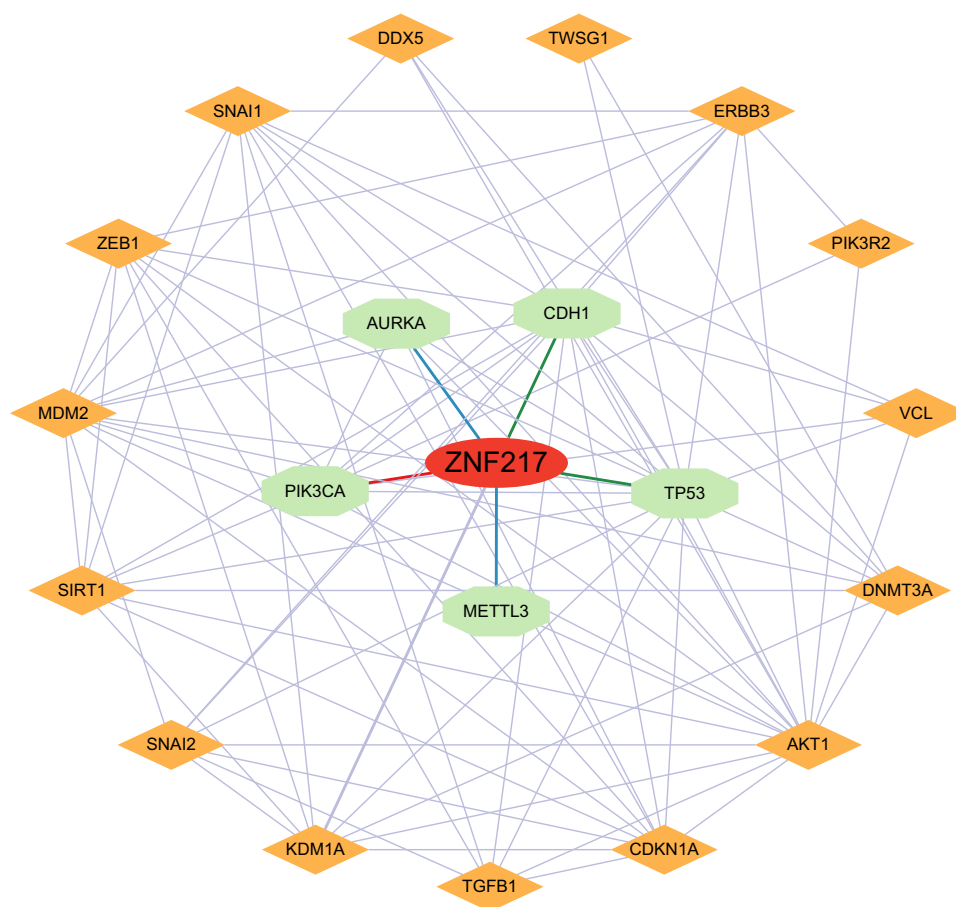 DDX5
TWSG1
SNAI1
ERBB3
ZEB1
PIK3R2
AURKA
CDH1
MDM2
VCL
ZNF217
PIK3CA
TP53
SIRT1
DNMT3A
METTL3
SNAI2
AKT1
KDM1A
CDKN1A
TGFB1